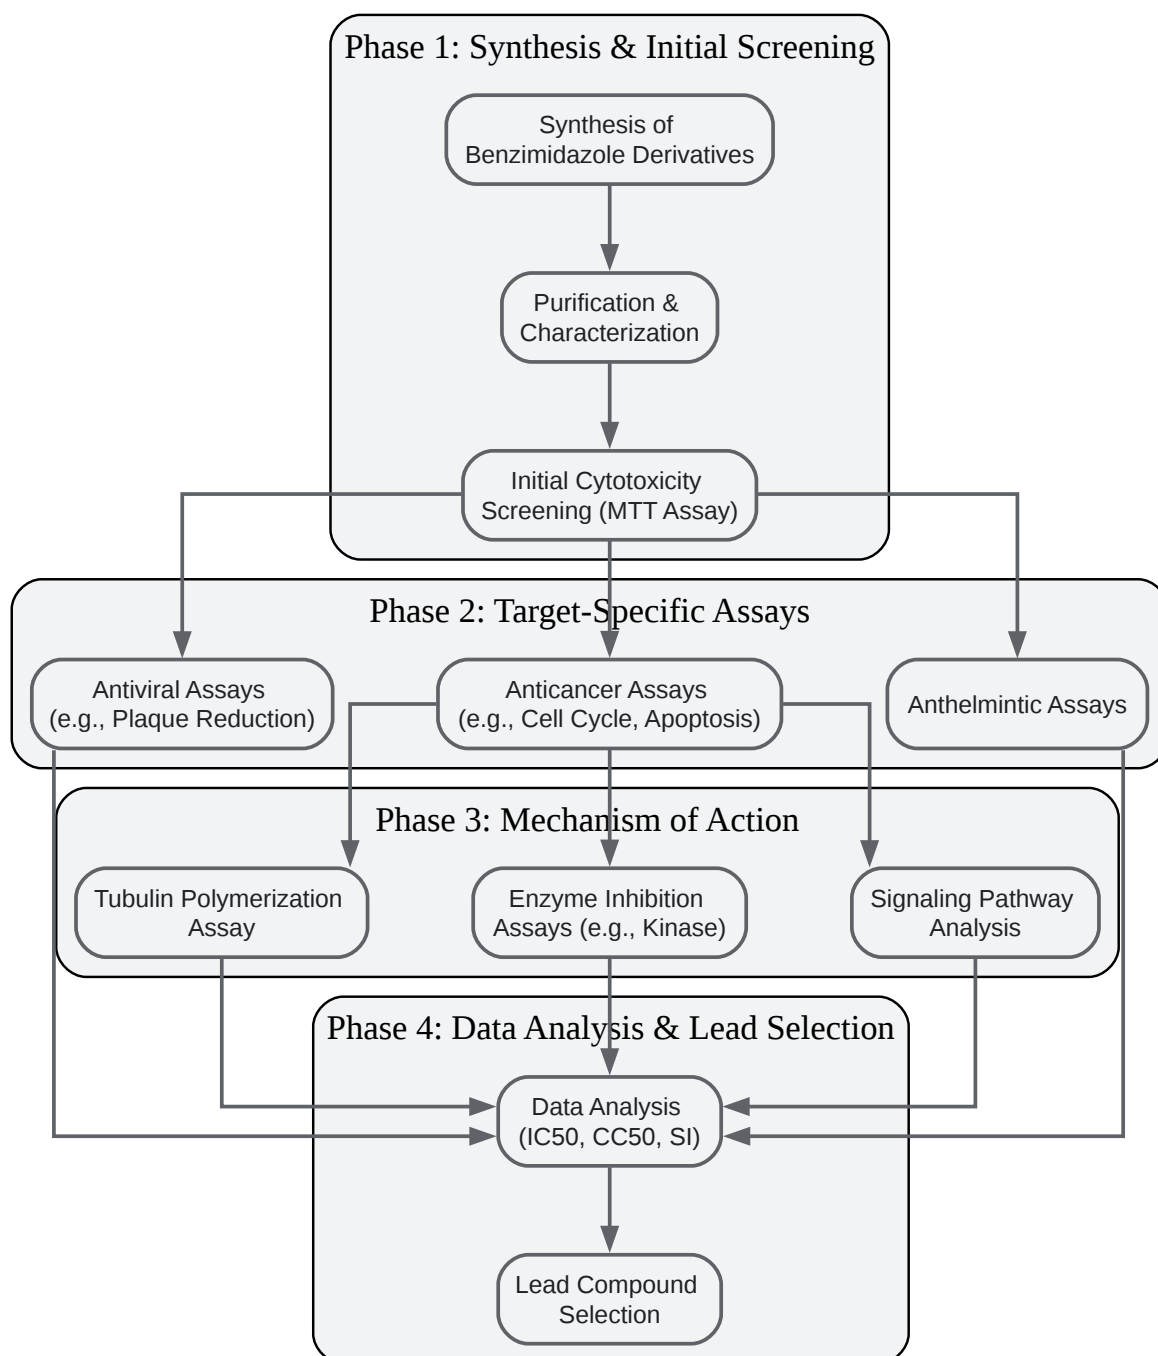 Phase 1: Synthesis & Initial Screening
Synthesis of
Benzimidazole Derivatives
Purification &
Characterization
Initial Cytotoxicity
Screening (MTT Assay)
Phase 2: Target-Specific Assays
Antiviral Assays
(e.g., Plaque Reduction)
Anticancer Assays
(e.g., Cell Cycle, Apoptosis)
Anthelmintic Assays
Phase 3: Mechanism of Action
Tubulin Polymerization
Assay
Enzyme Inhibition
Assays (e.g., Kinase)
Signaling Pathway
Analysis
Phase 4: Data Analysis & Lead Selection
Data Analysis
(IC50, CC50, SI)
Lead Compound
Selection